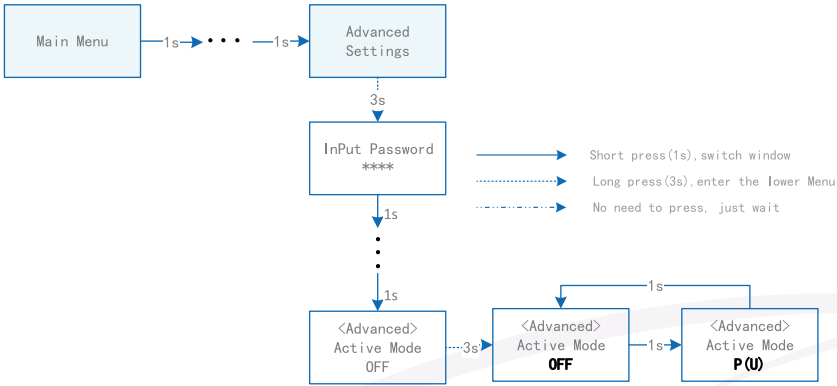 Main Menu
1s
• • •
1s
Advanced
Settings
3s
InPut Password
****
Short press(1s), switch window
Long press(3s), enter the lower Menu
No need to press, just wait
1s
1s
1s
<Advanced>
Active Mode
OFF
3s
<Advanced>
Active Mode
OFF
1s
<Advanced>
Active Mode
P(U)